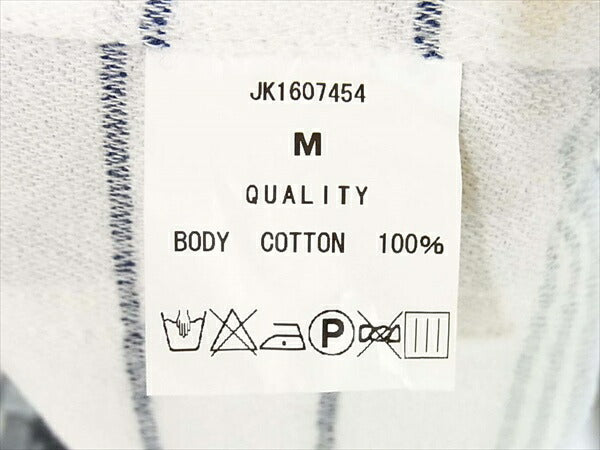 JK1607454
M
QUALITY
BODY COTTON 100%
P